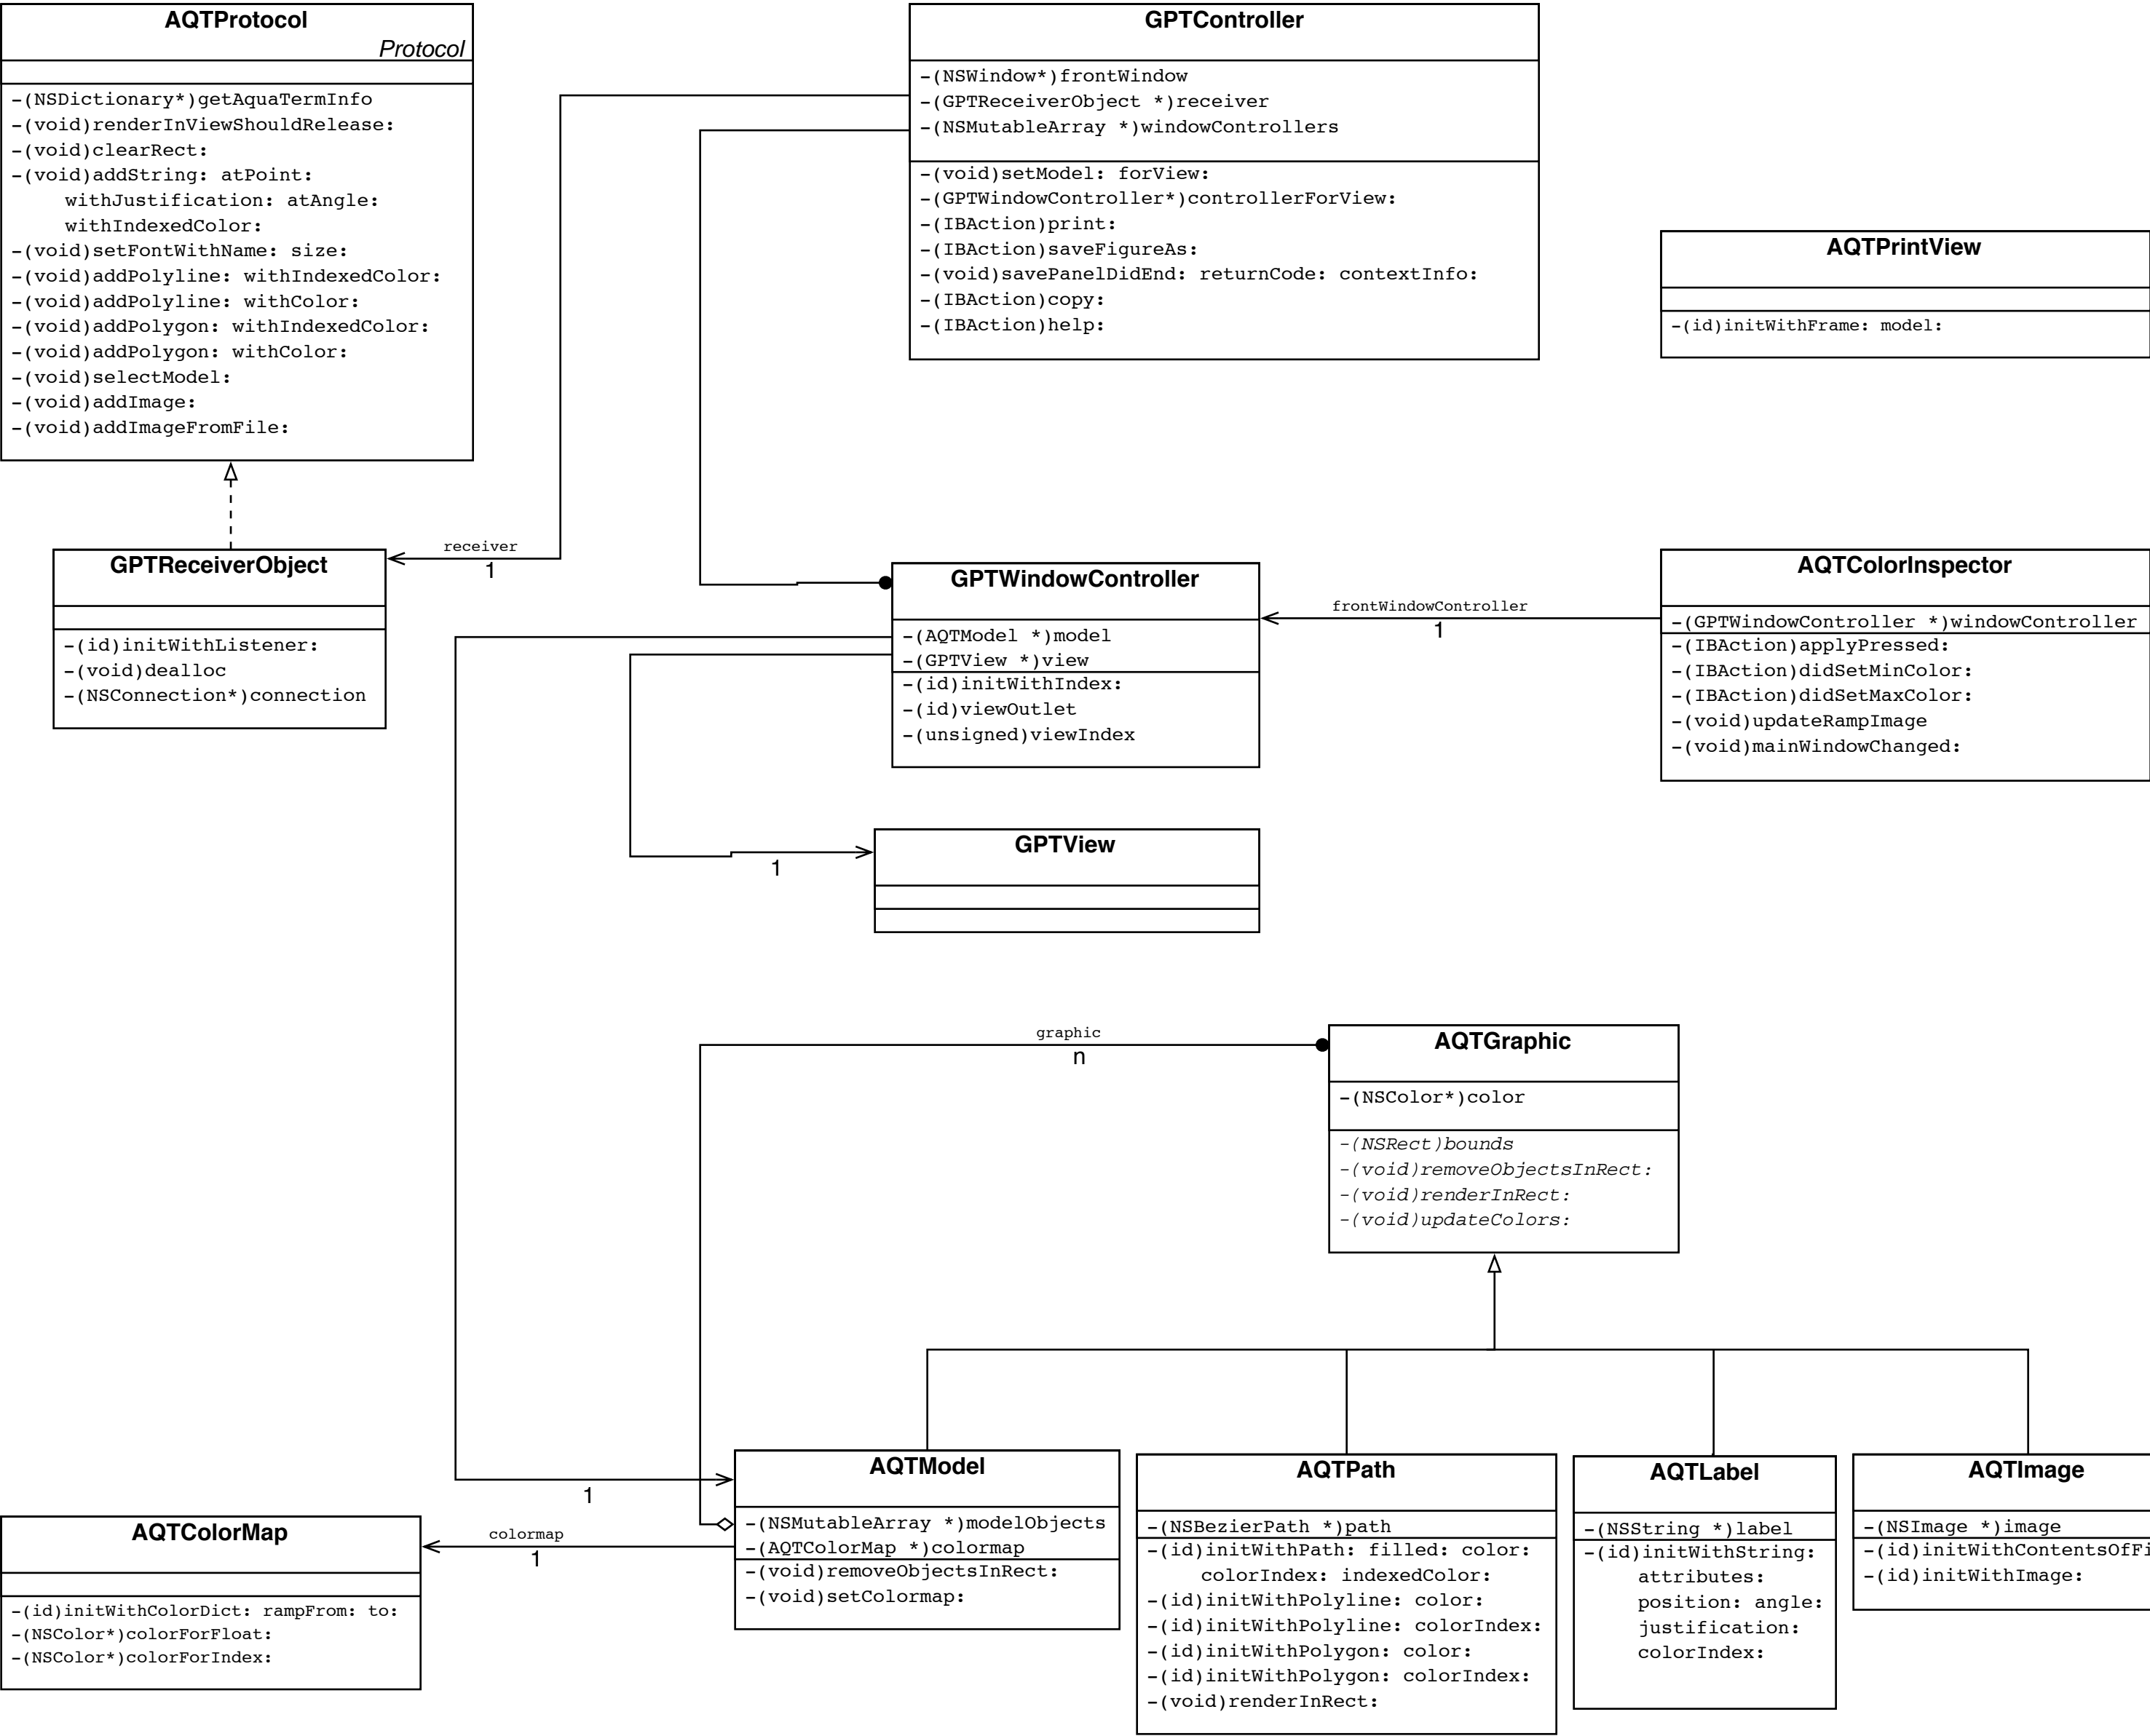 AQTProtocol
Protocol
-(NSDictionary*)getAquaTermInfo
-(void)renderInViewShouldRelease:
-(void)clearRect:
-(void)addString: atPoint:
withJustification: atAngle:
withIndexedColor:
-(void)setFontWithName: size:
-(void)addPolyline: withIndexedColor:
-(void)addPolyline: withColor:
-(void)addPolygon: withIndexedColor:
-(void)addPolygon: withColor:
-(void)selectModel:
-(void)addImage:
-(void)addImageFromFile:
GPTController
-(NSWindow*)frontWindow
-(GPTReceiverObject *)receiver
-(NSMutableArray *)windowControllers
-(void)setModel: forView:
-(GPTWindowController*)controllerForView:
-(IBAction)print:
-(IBAction)saveFigureAs:
-(void)savePanelDidEnd: returnCode: contextInfo:
-(IBAction)copy:
-(IBAction)help:
AQTPrintView
-(id)initWithFrame: model:
GPTReceiverObject
-(id)initWithListener:
-(void)dealloc
-(NSConnection*)connection
receiver
1
GPTWindowController
-(AQTModel *)model
-(GPTView *)view
-(id)initWithIndex:
-(id)viewOutlet
-(unsigned)viewIndex
frontWindowController
1
AQTColorInspector
-(GPTWindowController *)windowController
-(IBAction)applyPressed:
-(IBAction)didSetMinColor:
-(IBAction)didSetMaxColor:
-(void)updateRampImage
-(void)mainWindowChanged:
1
GPTView
graphic
n
AQTGraphic
-(NSColor*)color
-(NSRect)bounds
-(void)removeObjectsInRect:
-(void)renderInRect:
-(void)updateColors:
1
colormap
1
AQTColorMap
-(id)initWithColorDict: rampFrom: to:
-(NSColor*)colorForFloat:
-(NSColor*)colorForIndex:
AQTModel
-(NSMutableArray *)modelObjects
-(AQTColorMap *)colormap
-(void)removeObjectsInRect:
-(void)setColormap:
AQTPath
-(NSBezierPath *)path
-(id)initWithPath: filled: color:
colorIndex: indexedColor:
-(id)initWithPolyline: color:
-(id)initWithPolyline: colorIndex:
-(id)initWithPolygon: color:
-(id)initWithPolygon: colorIndex:
-(void)renderInRect:
AQTLabel
-(NSString *)label
-(id)initWithString:
attributes:
position: angle:
justification:
colorIndex:
AQTImage
-(NSImage *)image
-(id)initWithContentsOfFi
-(id)initWithImage: